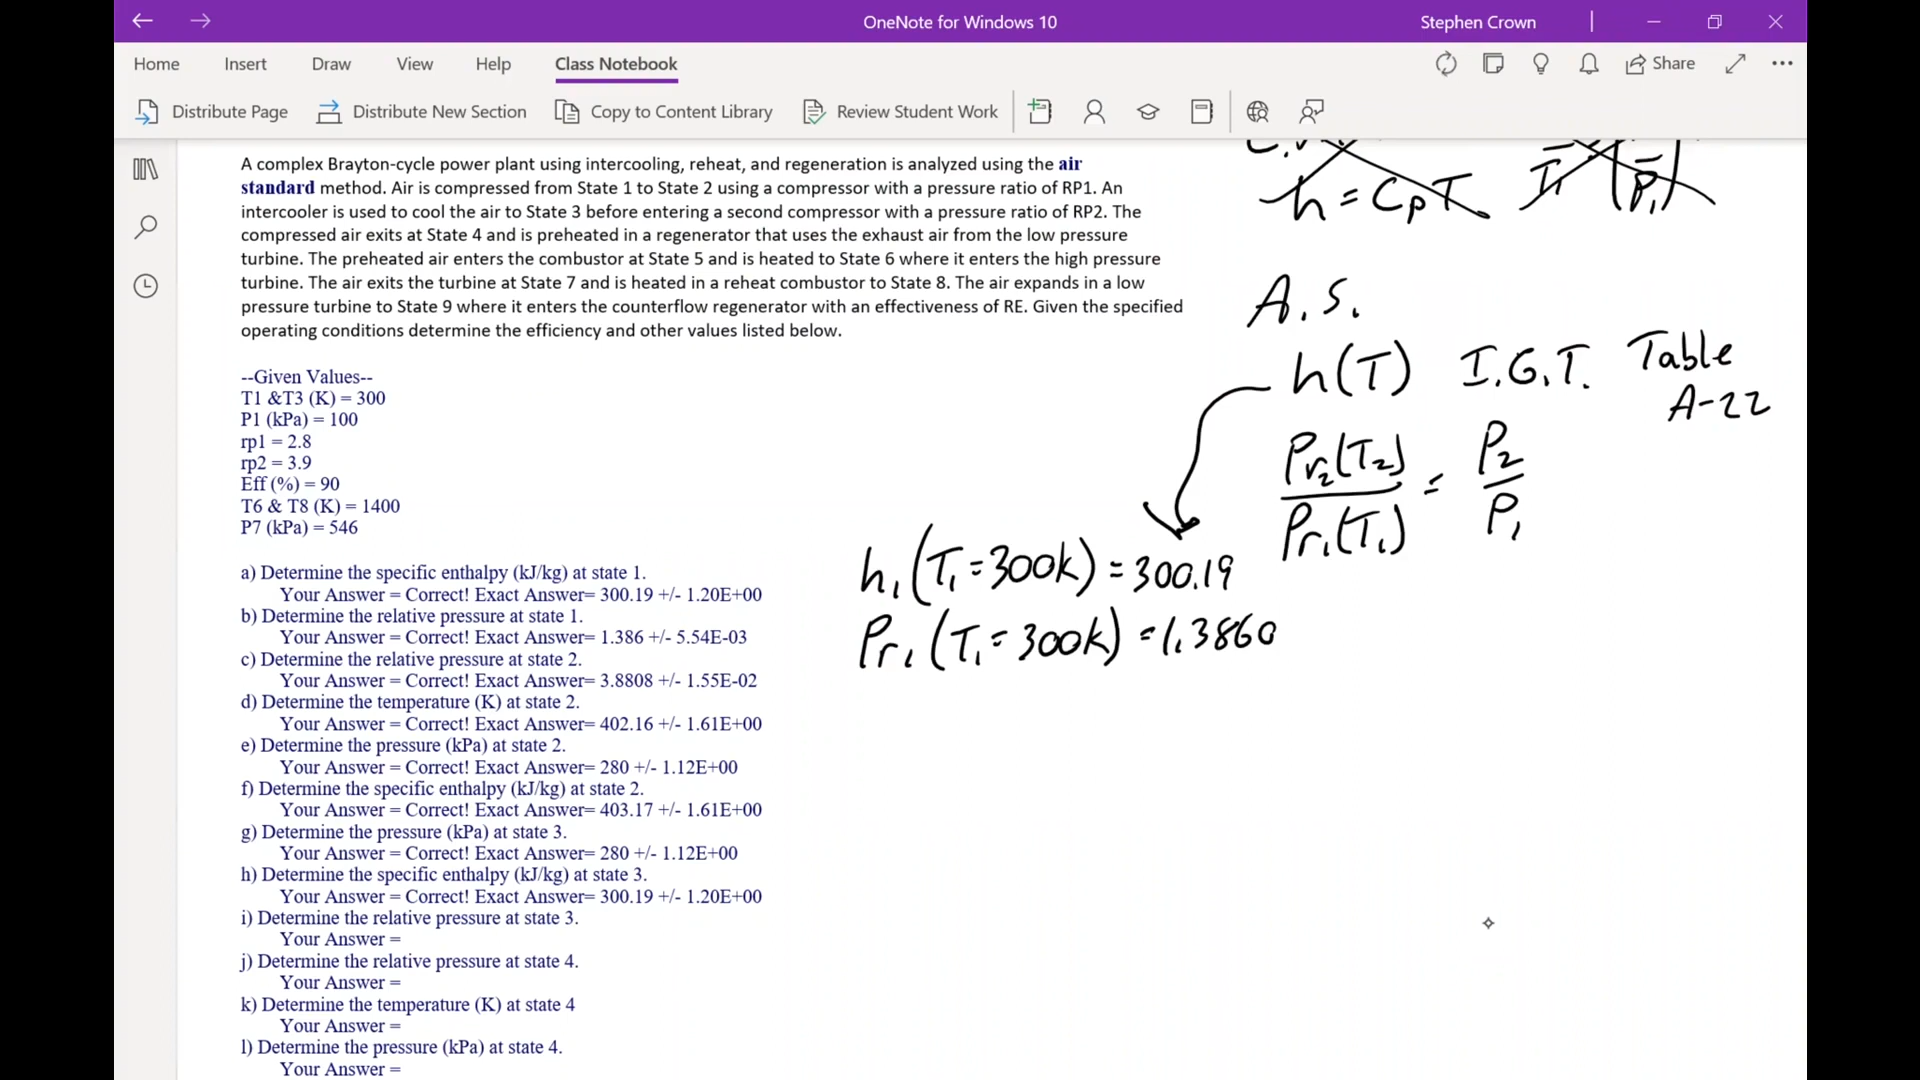 OneNote for Windows 10
Stephen Crown
Home Insert Draw View Help Class Notebook
Share
Distribute Page Distribute New Section Copy to Content Library Review Student Work
A complex Brayton-cycle power plant using intercooling, reheat, and regeneration is analyzed using the air
standard method. Air is compressed from State 1 to State 2 using a compressor with a pressure ratio of RP1. An
intercooler is used to cool the air to State 3 before entering a second compressor with a pressure ratio of RP2. The
compressed air exits at State 4 and is preheated in a regenerator that uses the exhaust air from the low pressure
turbine. The preheated air enters the combustor at State 5 and is heated to State 6 where it enters the high pressure
turbine. The air exits the turbine at State 7 and is heated in a reheat combustor to State 8. The air expands in a low
pressure turbine to State 9 where it enters the counterflow regenerator with an effectiveness of RE. Given the specified
operating conditions determine the efficiency and other values listed below.
--Given Values--
T1 &T3 (K) = 300
P1 (kPa) = 100
rp1 = 2.8
rp2 = 3.9
Eff (%) = 90
T6 & T8 (K) = 1400
P7 (kPa) = 546
a) Determine the specific enthalpy (kJ/kg) at state 1.
Your Answer = Correct! Exact Answer= 300.19 +/- 1.20E+00
b) Determine the relative pressure at state 1.
Your Answer = Correct! Exact Answer= 1.386 +/- 5.54E-03
c) Determine the relative pressure at state 2.
Your Answer = Correct! Exact Answer= 3.8808 +/- 1.55E-02
d) Determine the temperature (K) at state 2.
Your Answer = Correct! Exact Answer= 402.16 +/- 1.61E+00
e) Determine the pressure (kPa) at state 2.
Your Answer = Correct! Exact Answer= 280 +/- 1.12E+00
f) Determine the specific enthalpy (kJ/kg) at state 2.
Your Answer = Correct! Exact Answer= 403.17 +/- 1.61E+00
g) Determine the pressure (kPa) at state 3.
Your Answer = Correct! Exact Answer= 280 +/- 1.12E+00
h) Determine the specific enthalpy (kJ/kg) at state 3.
Your Answer = Correct! Exact Answer= 300.19 +/- 1.20E+00
i) Determine the relative pressure at state 3.
Your Answer =
j) Determine the relative pressure at state 4.
Your Answer =
k) Determine the temperature (K) at state 4
Your Answer =
l) Determine the pressure (kPa) at state 4.
Your Answer =
h = CpT
A.S.
h(T) I.G.T. Table
A-22
Pr₂(T₂) / Pr₁(T₁) = P₂ / P₁
h₁(T₁=300k) = 300.19
Pr₁(T₁=300k) = 1.3860